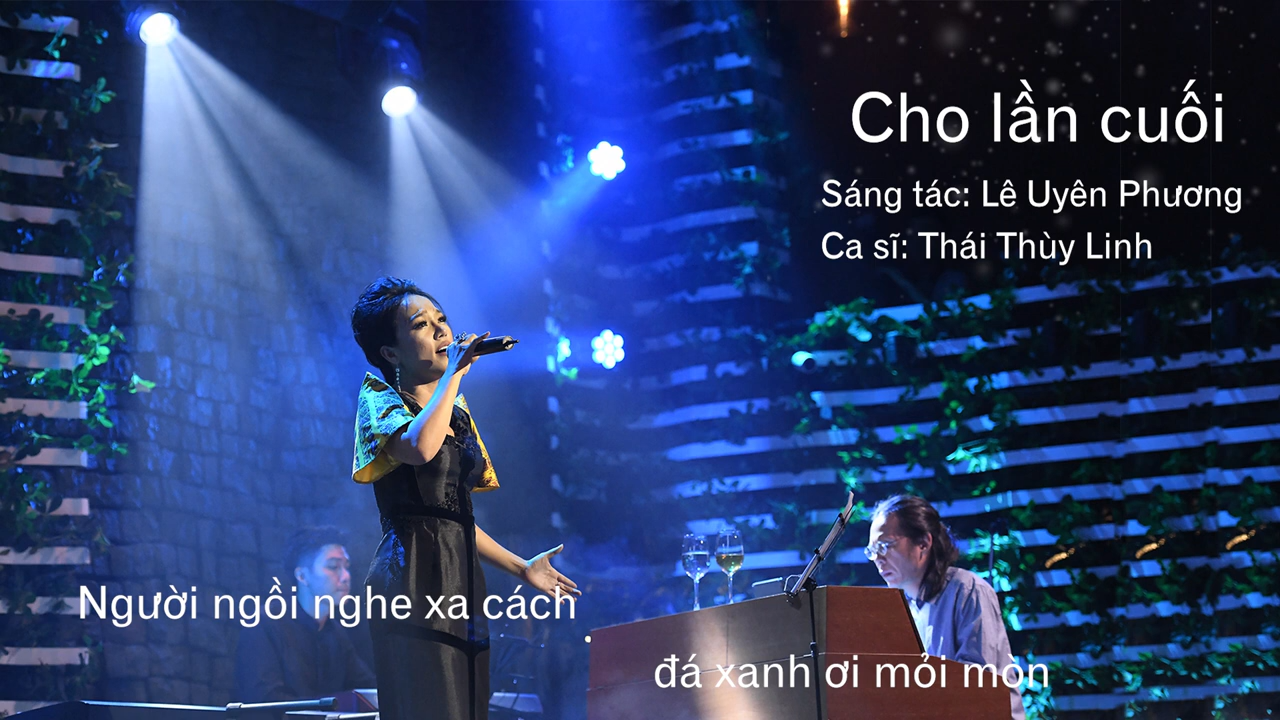 Cho lần cuối
Sáng tác: Lê Uyên Phương
Ca sĩ: Thái Thùy Linh
Người ngồi nghe xa cách
đá xanh ơi mỏi mòn